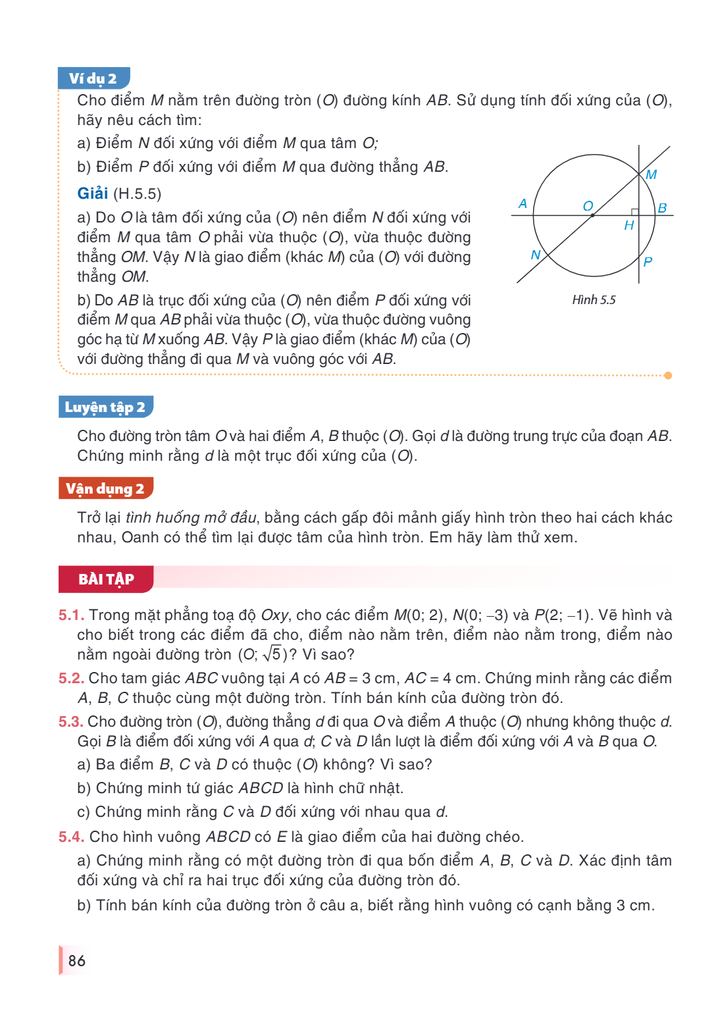 Ví dụ 2
Cho điểm M nằm trên đường tròn (O) đường kính AB. Sử dụng tính đối xứng của (O),
hãy nêu cách tìm:
a) Điểm N đối xứng với điểm M qua tâm O;
b) Điểm P đối xứng với điểm M qua đường thẳng AB.
Giải (H.5.5)
a) Do O là tâm đối xứng của (O) nên điểm N đối xứng với
điểm M qua tâm O phải vừa thuộc (O), vừa thuộc đường
thẳng OM. Vậy N là giao điểm (khác M) của (O) với đường
thẳng OM.
b) Do AB là trục đối xứng của (O) nên điểm P đối xứng với
điểm M qua AB phải vừa thuộc (O), vừa thuộc đường vuông
góc hạ từ M xuống AB. Vậy P là giao điểm (khác M) của (O)
với đường thẳng đi qua M và vuông góc với AB.
M
A
O
B
H
N
P
Hình 5.5
Luyện tập 2
Cho đường tròn tâm O và hai điểm A, B thuộc (O). Gọi d là đường trung trực của đoạn AB.
Chứng minh rằng d là một trục đối xứng của (O).
Vận dụng 2
Trở lại tình huống mở đầu, bằng cách gấp đôi mảnh giấy hình tròn theo hai cách khác
nhau, Oanh có thể tìm lại được tâm của hình tròn. Em hãy làm thử xem.
BÀI TẬP
5.1. Trong mặt phẳng toạ độ Oxy, cho các điểm M(0; 2), N(0; −3) và P(2; −1). Vẽ hình và
cho biết trong các điểm đã cho, điểm nào nằm trên, điểm nào nằm trong, điểm nào
nằm ngoài đường tròn (O; √5)? Vì sao?
5.2. Cho tam giác ABC vuông tại A có AB = 3 cm, AC = 4 cm. Chứng minh rằng các điểm
A, B, C thuộc cùng một đường tròn. Tính bán kính của đường tròn đó.
5.3. Cho đường tròn (O), đường thẳng d đi qua O và điểm A thuộc (O) nhưng không thuộc d.
Gọi B là điểm đối xứng với A qua d; C và D lần lượt là điểm đối xứng với A và B qua O.
a) Ba điểm B, C và D có thuộc (O) không? Vì sao?
b) Chứng minh tứ giác ABCD là hình chữ nhật.
c) Chứng minh rằng C và D đối xứng với nhau qua d.
5.4. Cho hình vuông ABCD có E là giao điểm của hai đường chéo.
a) Chứng minh rằng có một đường tròn đi qua bốn điểm A, B, C và D. Xác định tâm
đối xứng và chỉ ra hai trục đối xứng của đường tròn đó.
b) Tính bán kính của đường tròn ở câu a, biết rằng hình vuông có cạnh bằng 3 cm.
86